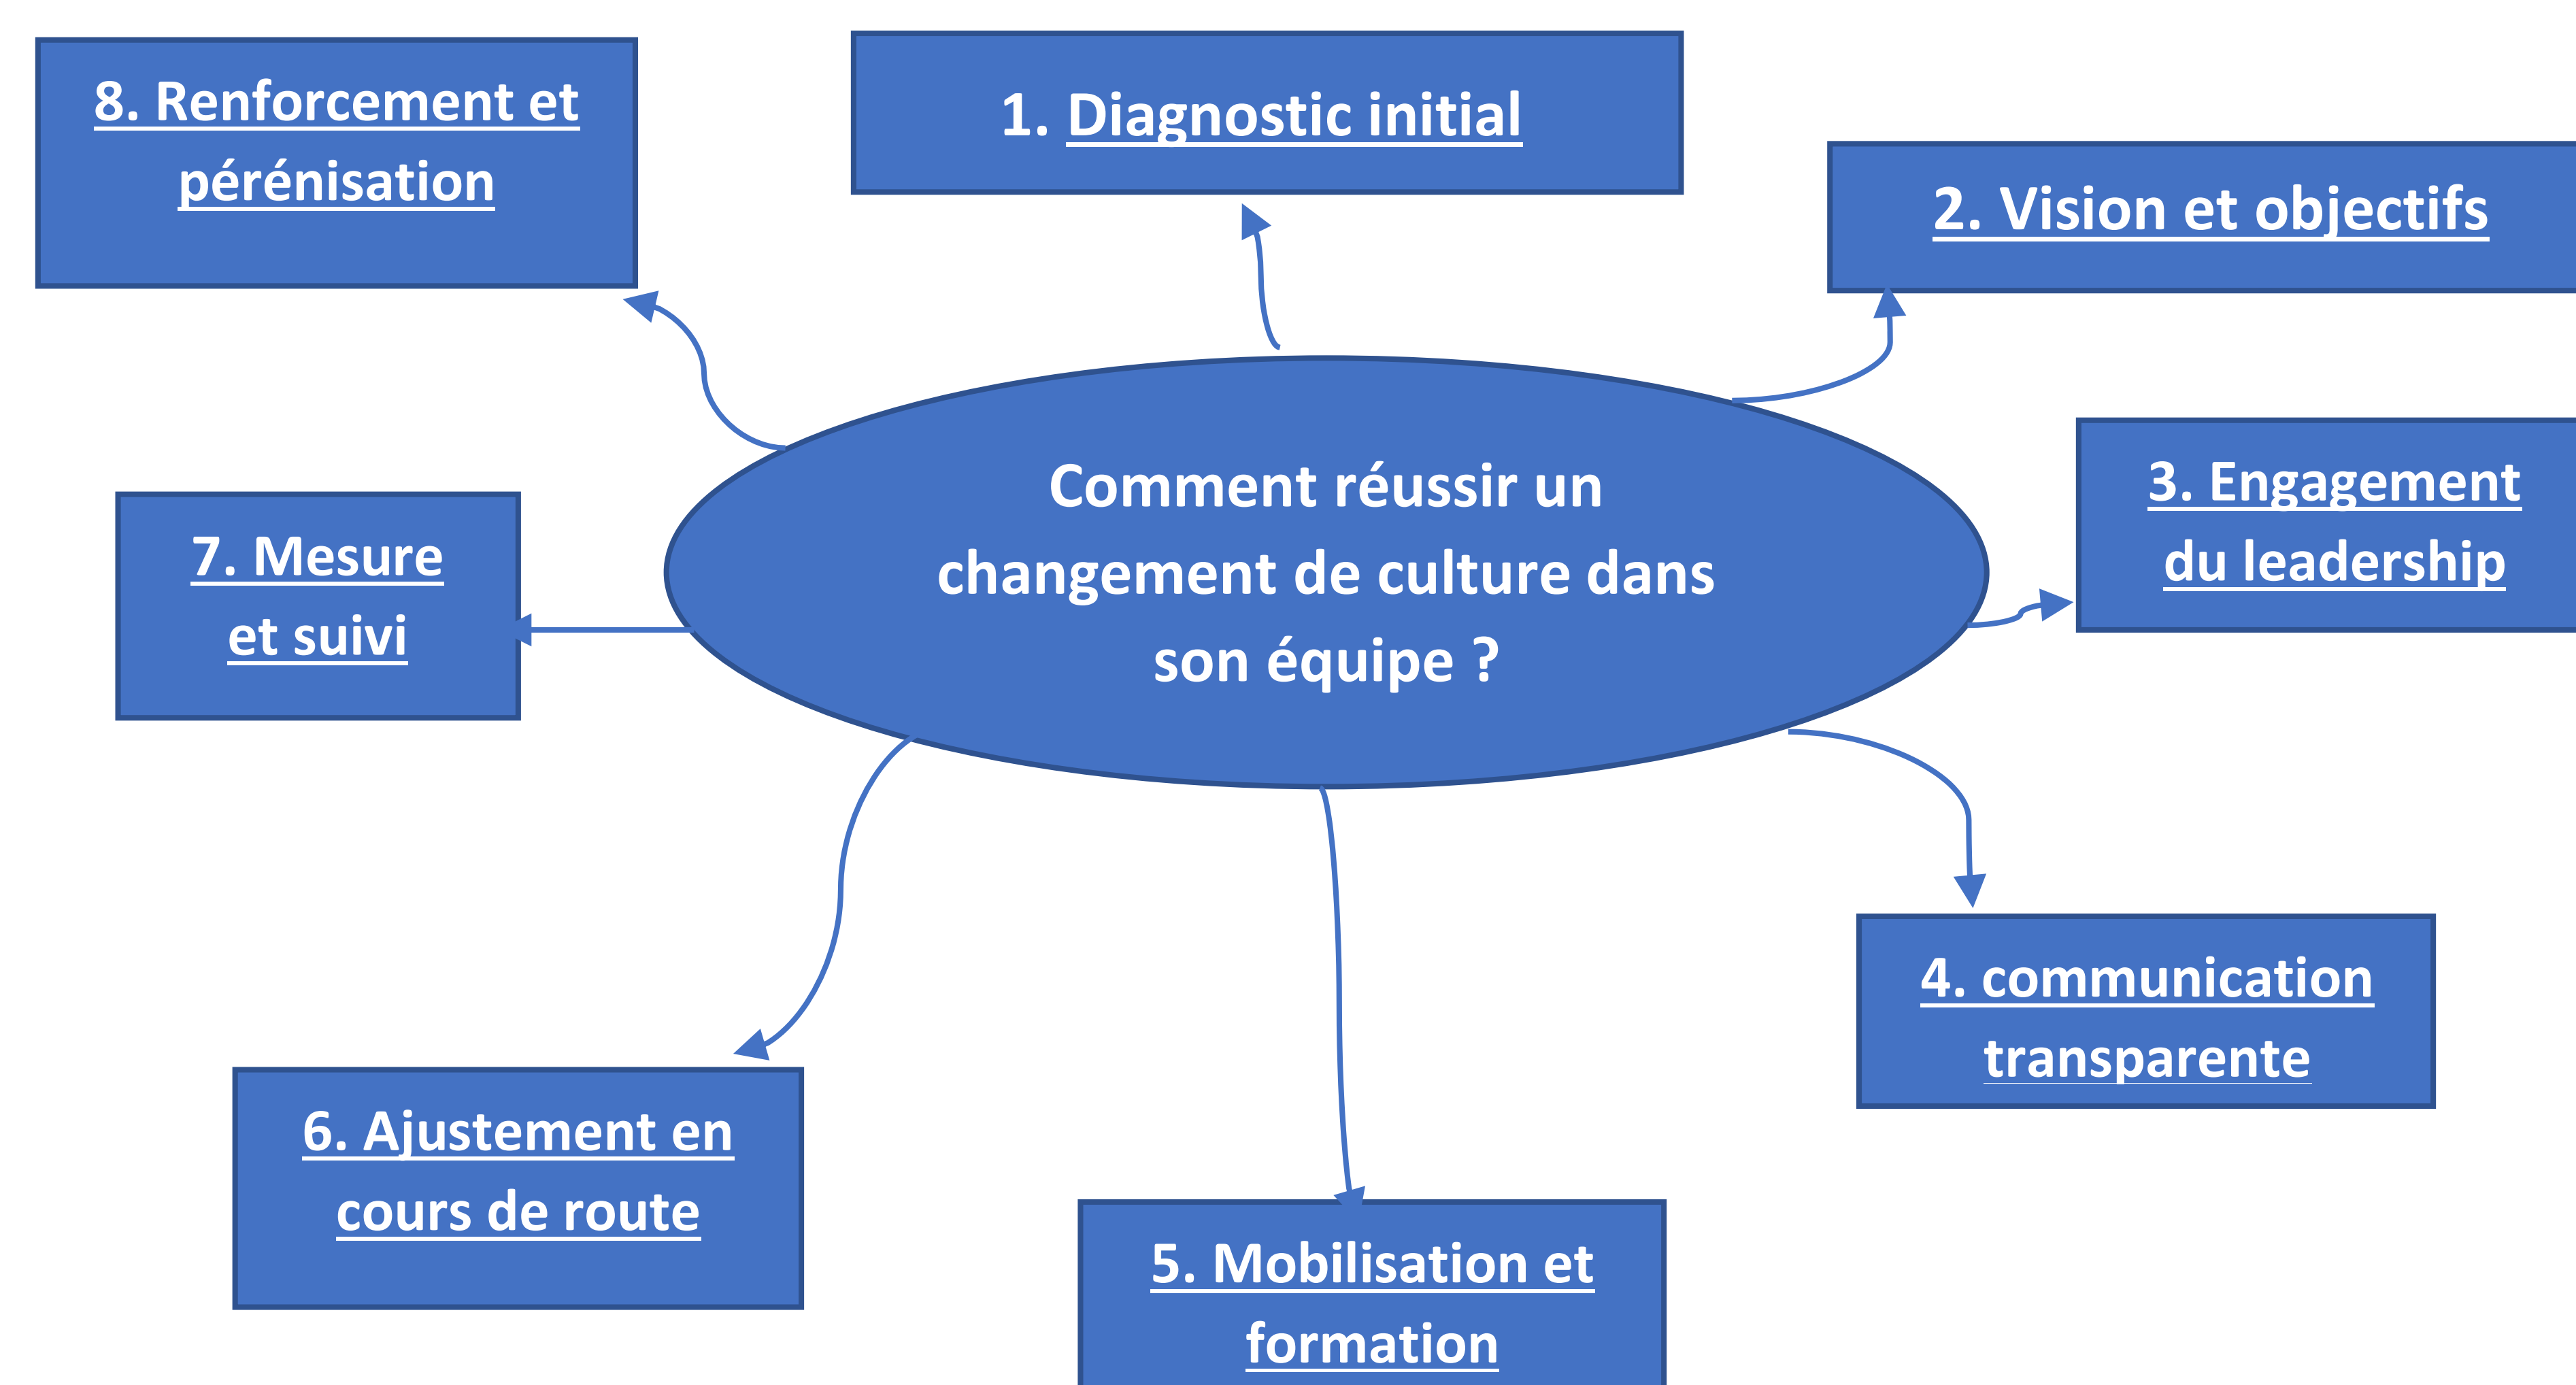 8. Renforcement et
pérénisation
1. Diagnostic initial
2. Vision et objectifs
3. Engagement
du leadership
Comment réussir un
changement de culture dans
son équipe ?
7. Mesure
et suivi
4. communication
transparente
6. Ajustement en
cours de route
5. Mobilisation et
formation